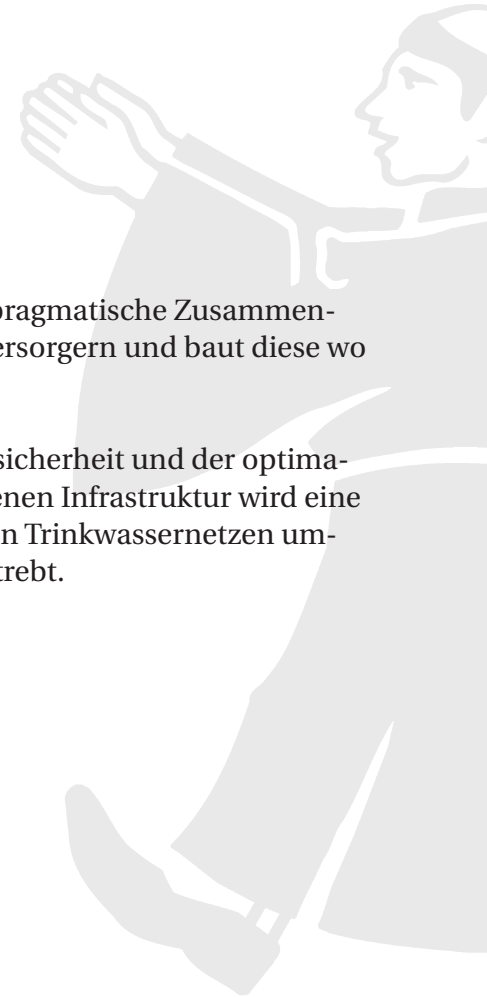 pragmatische Zusammen-
ersorgern und baut diese wo
sicherheit und der optima-
enen Infrastruktur wird eine
n Trinkwassernetzen um-
trebt.